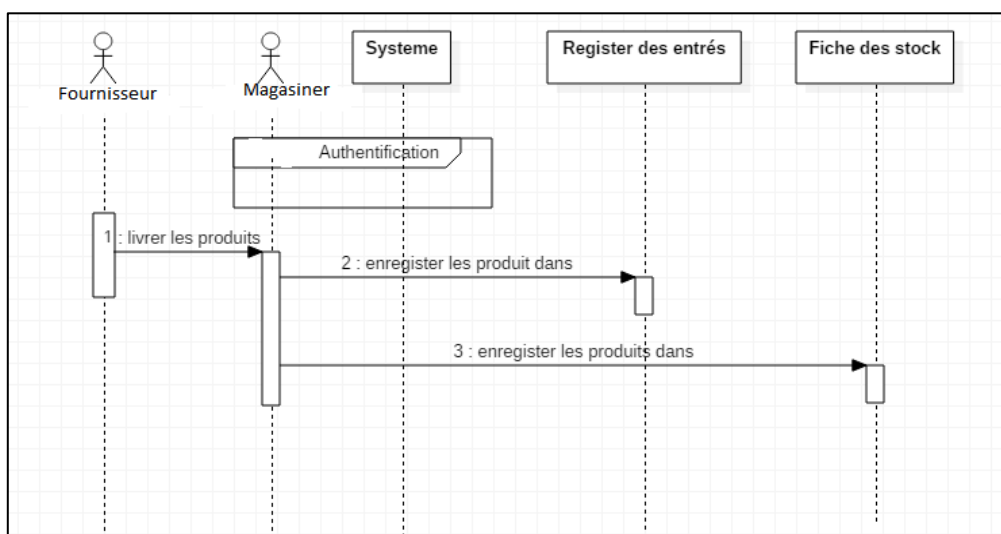 Systeme
Register des entrés
Fiche des stock
Fournisseur
Magasiner
Authentification
1 : livrer les produits
2 : enregister les produit dans
3 : enregister les produits dans